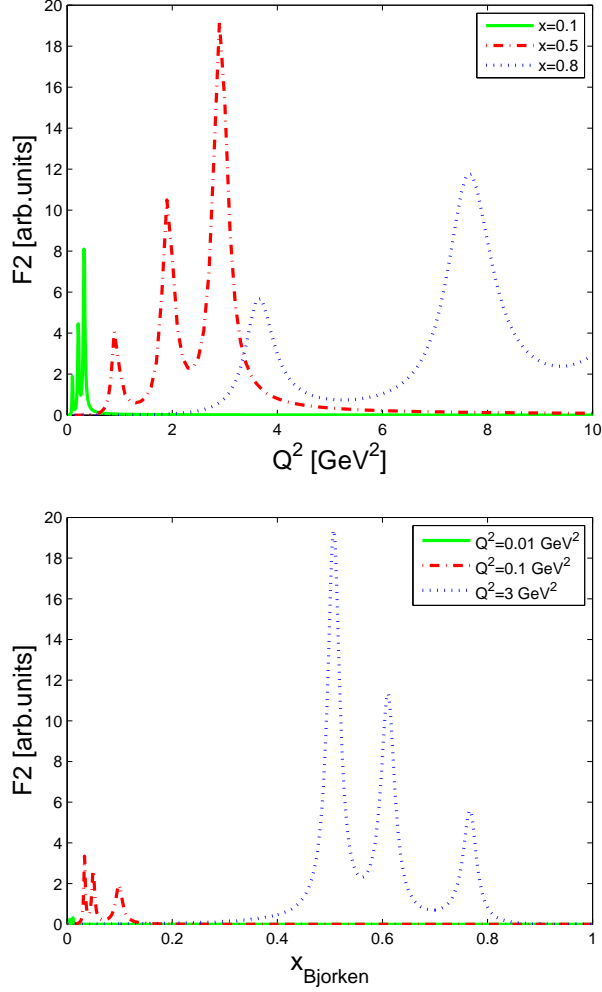 20
18
16
14
12
10
8
6
4
2
0
F2 [arb.units]
x=0.1
x=0.5
x=0.8
0 2 4 6 8 10
Q² [GeV²]
20
18
16
14
12
10
8
6
4
2
0
F2 [arb.units]
Q²=0.01 GeV²
Q²=0.1 GeV²
Q²=3 GeV²
0 0.2 0.4 0.6 0.8 1
x_Bjorken